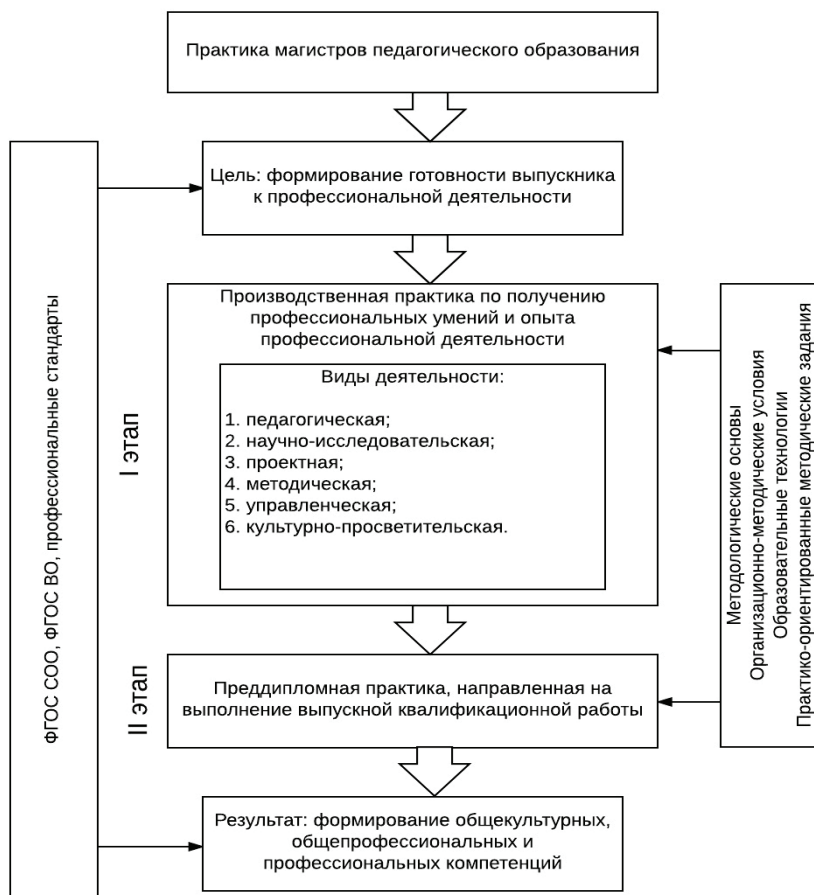 Практика магистров педагогического образования
Цель: формирование готовности выпускника
к профессиональной деятельности
ФГОС СОО, ФГОС ВО, профессиональные стандарты
I этап
Производственная практика по получению
профессиональных умений и опыта
профессиональной деятельности
Виды деятельности:
1. педагогическая;
2. научно-исследовательская;
3. проектная;
4. методическая;
5. управленческая;
6. культурно-просветительская.
Методологические основы
Организационно-методические условия
Образовательные технологии
Практико-ориентированные методические задания
II этап
Преддипломная практика, направленная на
выполнение выпускной квалификационной работы
Результат: формирование общекультурных,
общепрофессиональных и
профессиональных компетенций